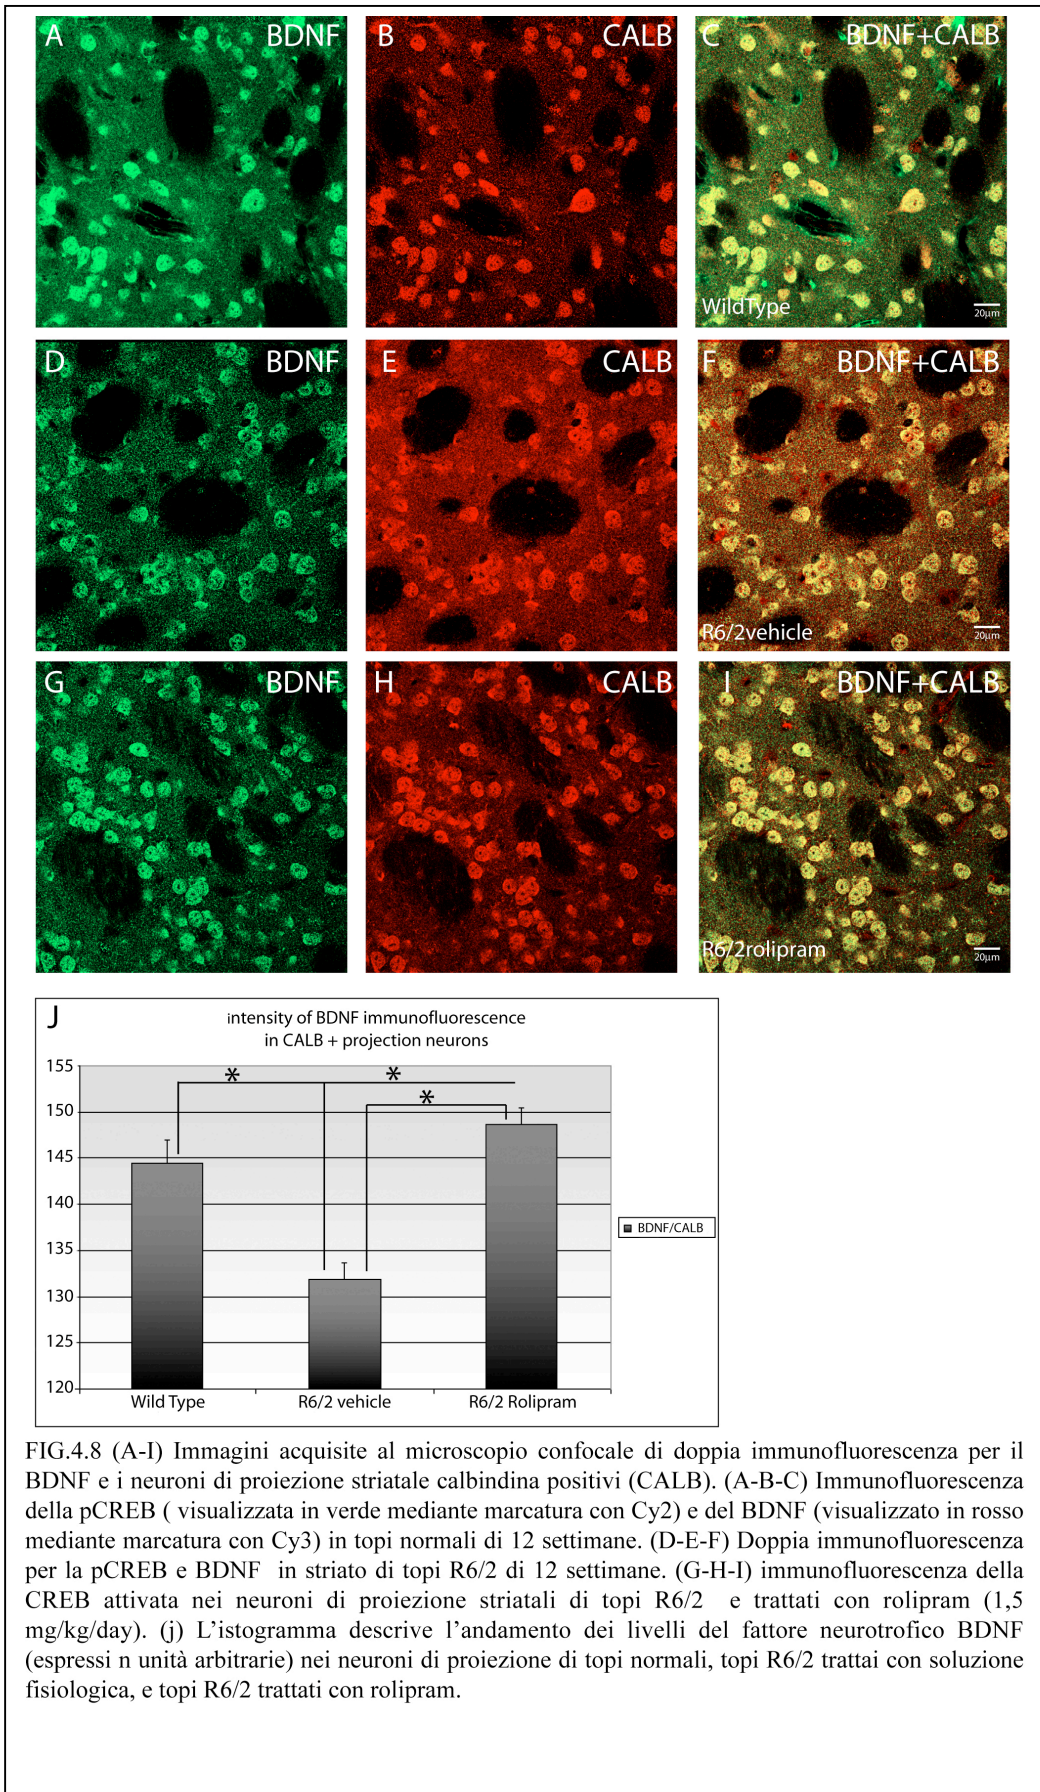 A BDNF
B CALB
C BDNF+CALB
WildType
20µm
D BDNF
E CALB
F BDNF+CALB
R6/2vehicle
20µm
G BDNF
H CALB
I BDNF+CALB
R6/2rolipram
20µm
J
intensity of BDNF immunofluorescence
in CALB + projection neurons
155
150
145
140
135
130
125
120
* * *
Wild Type R6/2 vehicle R6/2 Rolipram
BDNF/CALB
FIG.4.8 (A-I) Immagini acquisite al microscopio confocale di doppia immunofluorescenza per il
BDNF e i neuroni di proiezione striatale calbindina positivi (CALB). (A-B-C) Immunofluorescenza
della pCREB ( visualizzata in verde mediante marcatura con Cy2) e del BDNF (visualizzato in rosso
mediante marcatura con Cy3) in topi normali di 12 settimane. (D-E-F) Doppia immunofluorescenza
per la pCREB e BDNF in striato di topi R6/2 di 12 settimane. (G-H-I) immunofluorescenza della
CREB attivata nei neuroni di proiezione striatali di topi R6/2 e trattati con rolipram (1,5
mg/kg/day). (j) L’istogramma descrive l’andamento dei livelli del fattore neurotrofico BDNF
(espressi n unità arbitrarie) nei neuroni di proiezione di topi normali, topi R6/2 trattai con soluzione
fisiologica, e topi R6/2 trattati con rolipram.